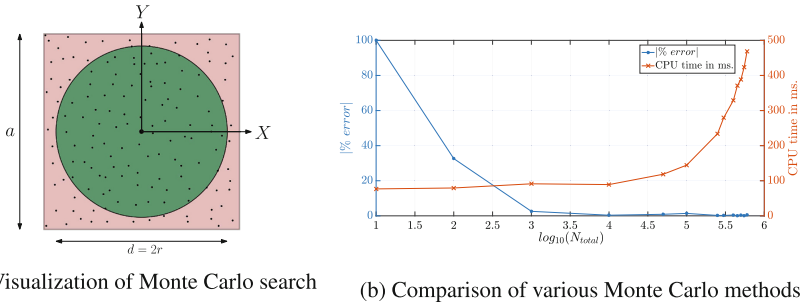 Y
X
a
d = 2r
Visualization of Monte Carlo search
|% error|
CPU time in ms.
100
80
60
40
20
0
|% error|
500
400
300
200
100
0
CPU time in ms.
1 1.5 2 2.5 3 3.5 4 4.5 5 5.5 6
log10(Ntotal)
(b) Comparison of various Monte Carlo methods